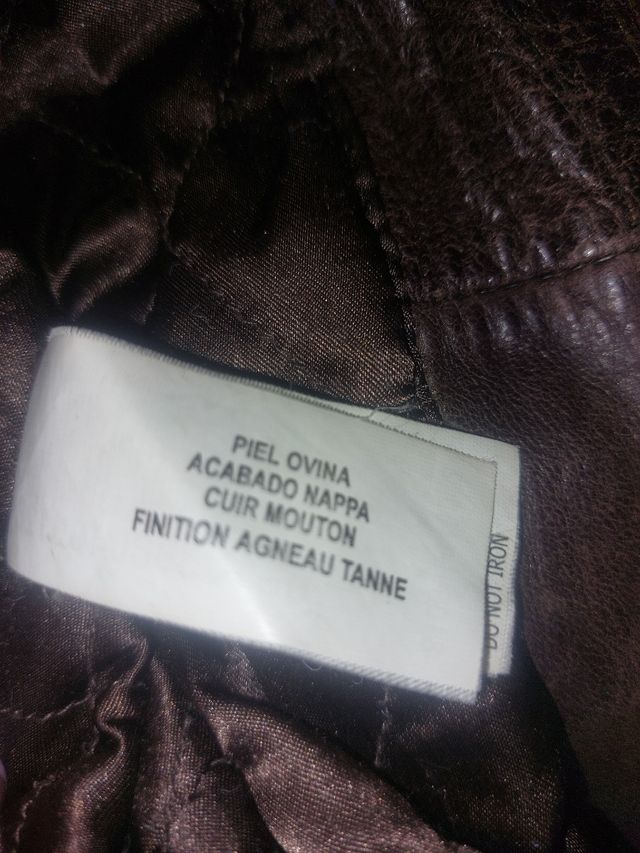 PIEL OVINA
ACABADO NAPPA
CUIR MOUTON
FINITION AGNEAU TANNE
DO NOT IRON